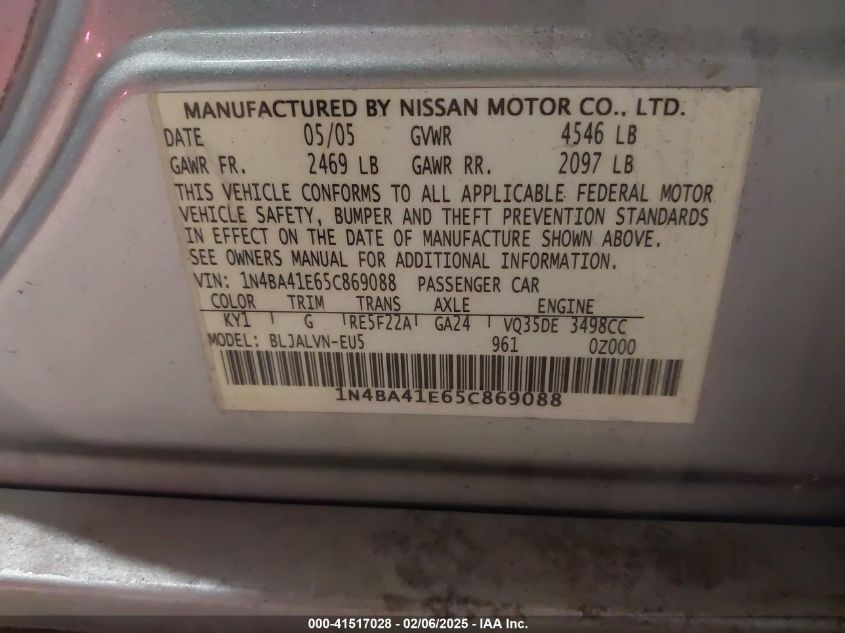 MANUFACTURED BY NISSAN MOTOR CO., LTD.
DATE 05/05 GVWR 4546 LB
GAWR FR. 2469 LB GAWR RR. 2097 LB
THIS VEHICLE CONFORMS TO ALL APPLICABLE FEDERAL MOTOR
VEHICLE SAFETY, BUMPER AND THEFT PREVENTION STANDARDS
IN EFFECT ON THE DATE OF MANUFACTURE SHOWN ABOVE.
SEE OWNERS MANUAL FOR ADDITIONAL INFORMATION.
VIN: 1N4BA41E65C869088 PASSENGER CAR
COLOR TRIM TRANS AXLE ENGINE
KY1 G RE5F22A GA24 VQ35DE 3498CC
MODEL: BLJALVN-EU5 961 0Z000
1N4BA41E65C869088
000-41517028 - 02/06/2025 - IAA Inc.